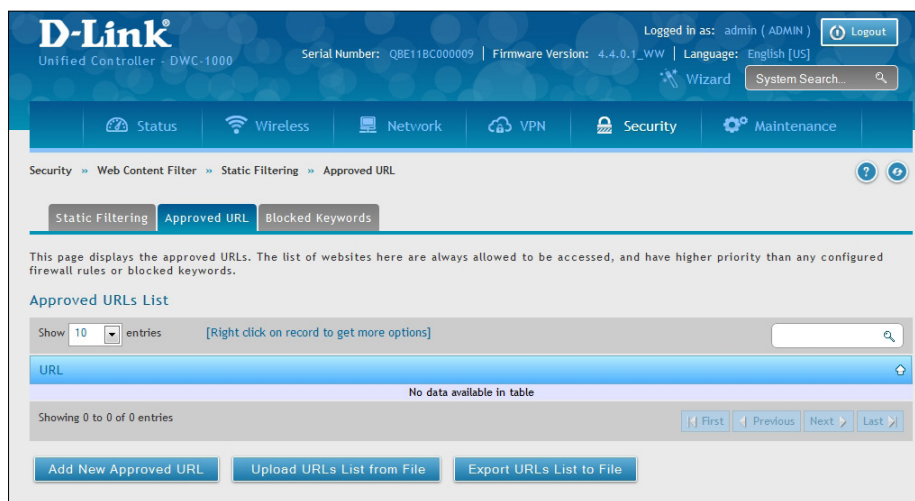 D-Link®
Unified Controller - DWC-1000
Logged in as: admin ( ADMIN ) Logout
Serial Number: QBE11BC000009 | Firmware Version: 4.4.0.1_WW | Language: English [US]
Wizard System Search...
Status Wireless Network VPN Security Maintenance
Security » Web Content Filter » Static Filtering » Approved URL
Static Filtering Approved URL Blocked Keywords
This page displays the approved URLs. The list of websites here are always allowed to be accessed, and have higher priority than any configured
firewall rules or blocked keywords.
Approved URLs List
Show 10 entries [Right click on record to get more options]
URL
No data available in table
Showing 0 to 0 of 0 entries First Previous Next Last
Add New Approved URL Upload URLs List from File Export URLs List to File